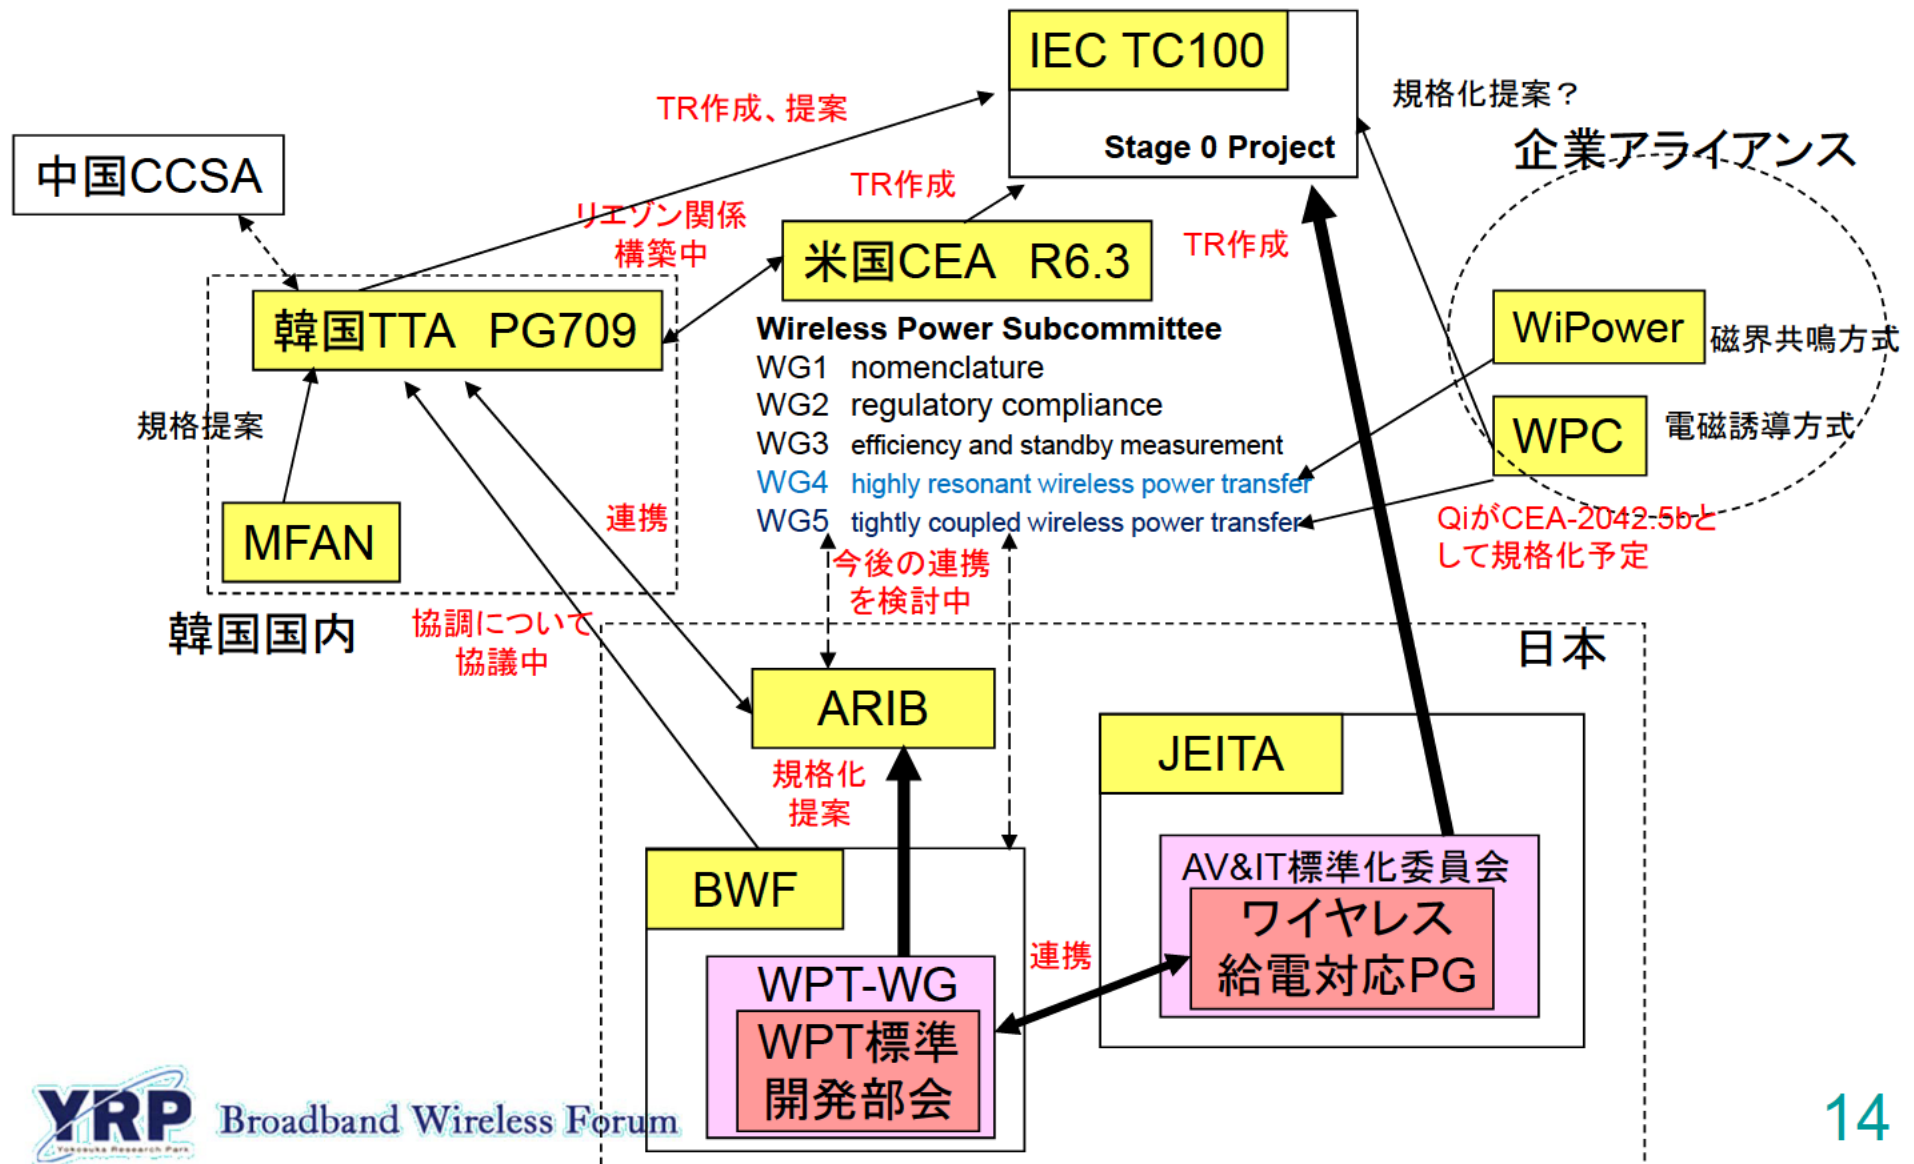 IEC TC100
Stage 0 Project
TR作成、提案
規格化提案？
企業アライアンス
中国CCSA
TR作成
リエゾン関係
構築中
米国CEA　R6.3
TR作成
韓国TTA　PG709
Wireless Power Subcommittee
WG1 nomenclature
WG2 regulatory compliance
WG3 efficiency and standby measurement
WG4 highly resonant wireless power transfer
WG5 tightly coupled wireless power transfer
WiPower
磁界共鳴方式
WPC
電磁誘導方式
QiがCEA-2042.5bと
して規格化予定
規格提案
MFAN
連携
今後の連携
を検討中
韓国国内
協調について
協議中
日本
ARIB
規格化
提案
JEITA
AV&IT標準化委員会
ワイヤレス
給電対応PG
BWF
連携
WPT-WG
WPT標準
開発部会
YRP
Yokosuka Research Park
Broadband Wireless Forum
14